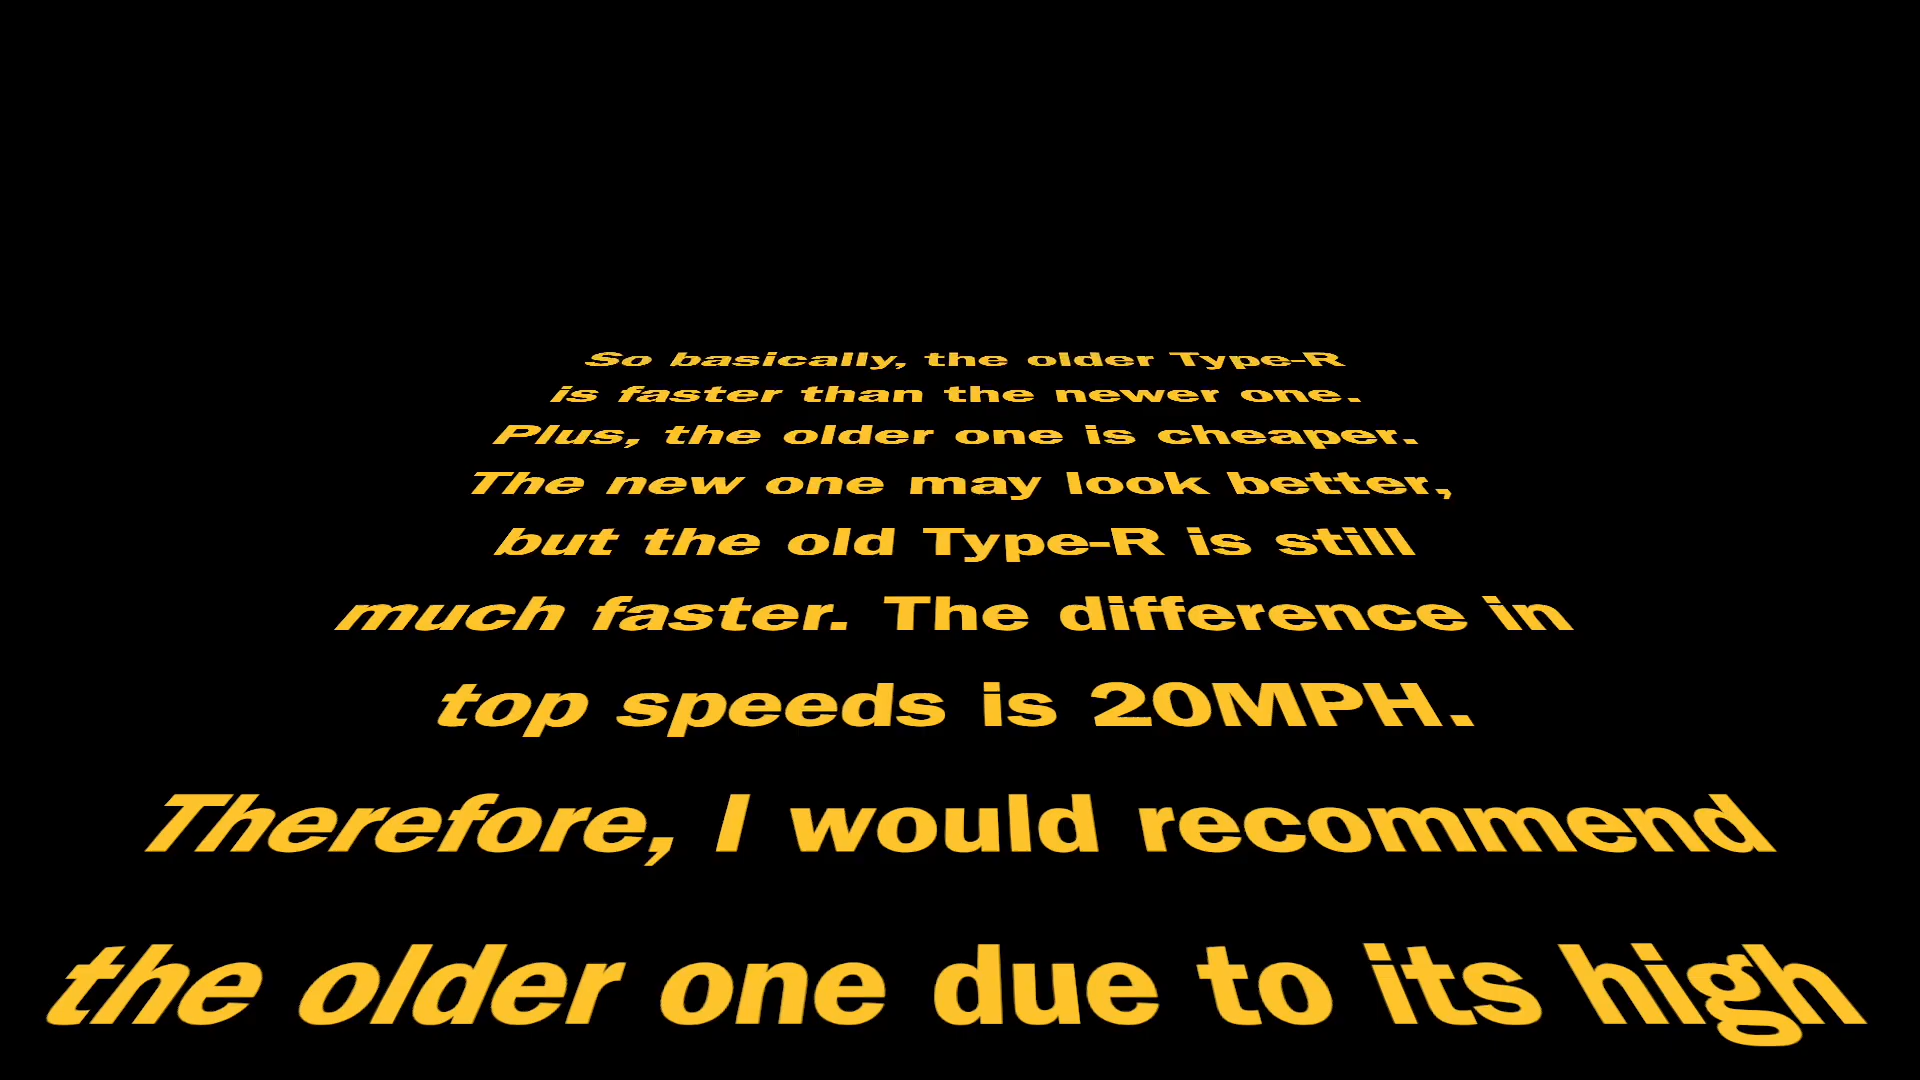 So basically, the older Type-R
is faster than the newer one.
Plus, the older one is cheaper.
The new one may look better,
but the old Type-R is still
much faster. The difference in
top speeds is 20MPH.
Therefore, I would recommend
the older one due to its high